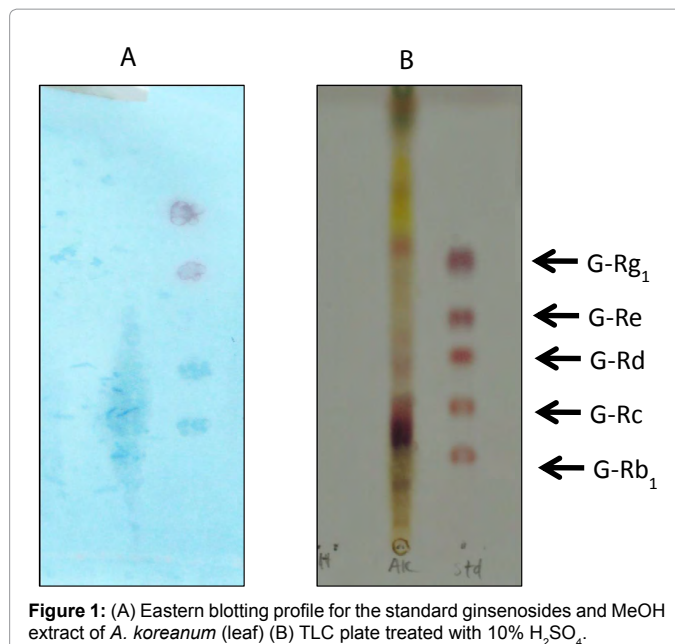 A
B
G-Rg₁
G-Re
G-Rd
G-Rc
G-Rb₁
AK std
Figure 1: (A) Eastern blotting profile for the standard ginsenosides and MeOH
extract of A. koreanum (leaf) (B) TLC plate treated with 10% H₂SO₄.